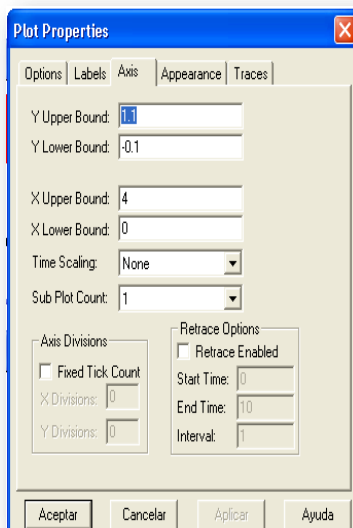 Plot Properties
Options Labels Axis Appearance Traces
Y Upper Bound: 1.1
Y Lower Bound: -0.1
X Upper Bound: 4
X Lower Bound: 0
Time Scaling: None
Sub Plot Count: 1
Axis Divisions
Fixed Tick Count
X Divisions: 0
Y Divisions: 0
Retrace Options
Retrace Enabled
Start Time: 0
End Time: 10
Interval: 1
Aceptar Cancelar Aplicar Ayuda